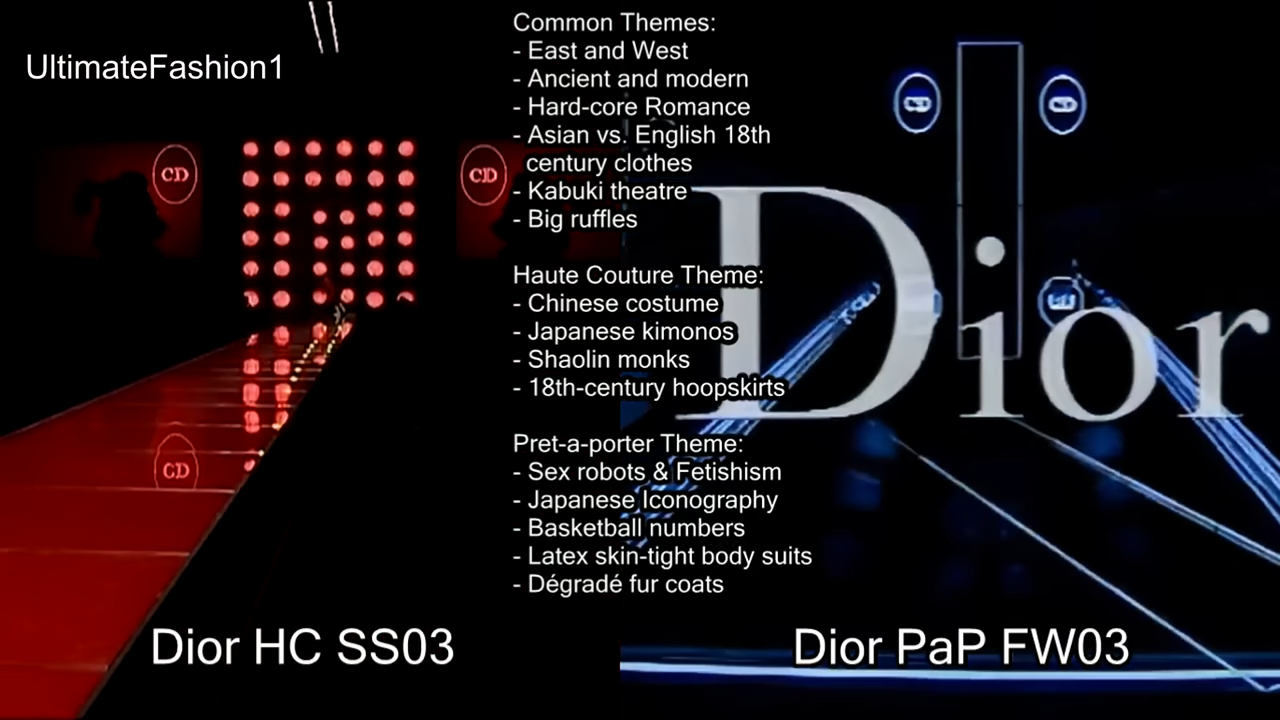 UltimateFashion1
Common Themes:
- East and West
- Ancient and modern
- Hard-core Romance
- Asian vs. English 18th
century clothes
- Kabuki theatre
- Big ruffles
Haute Couture Theme:
- Chinese costume
- Japanese kimonos
- Shaolin monks
- 18th-century hoopskirts
Pret-a-porter Theme:
- Sex robots & Fetishism
- Japanese Iconography
- Basketball numbers
- Latex skin-tight body suits
- Dégradé fur coats
CD
CD
CD
CD
CD
Dior
Dior HC SS03
Dior PaP FW03